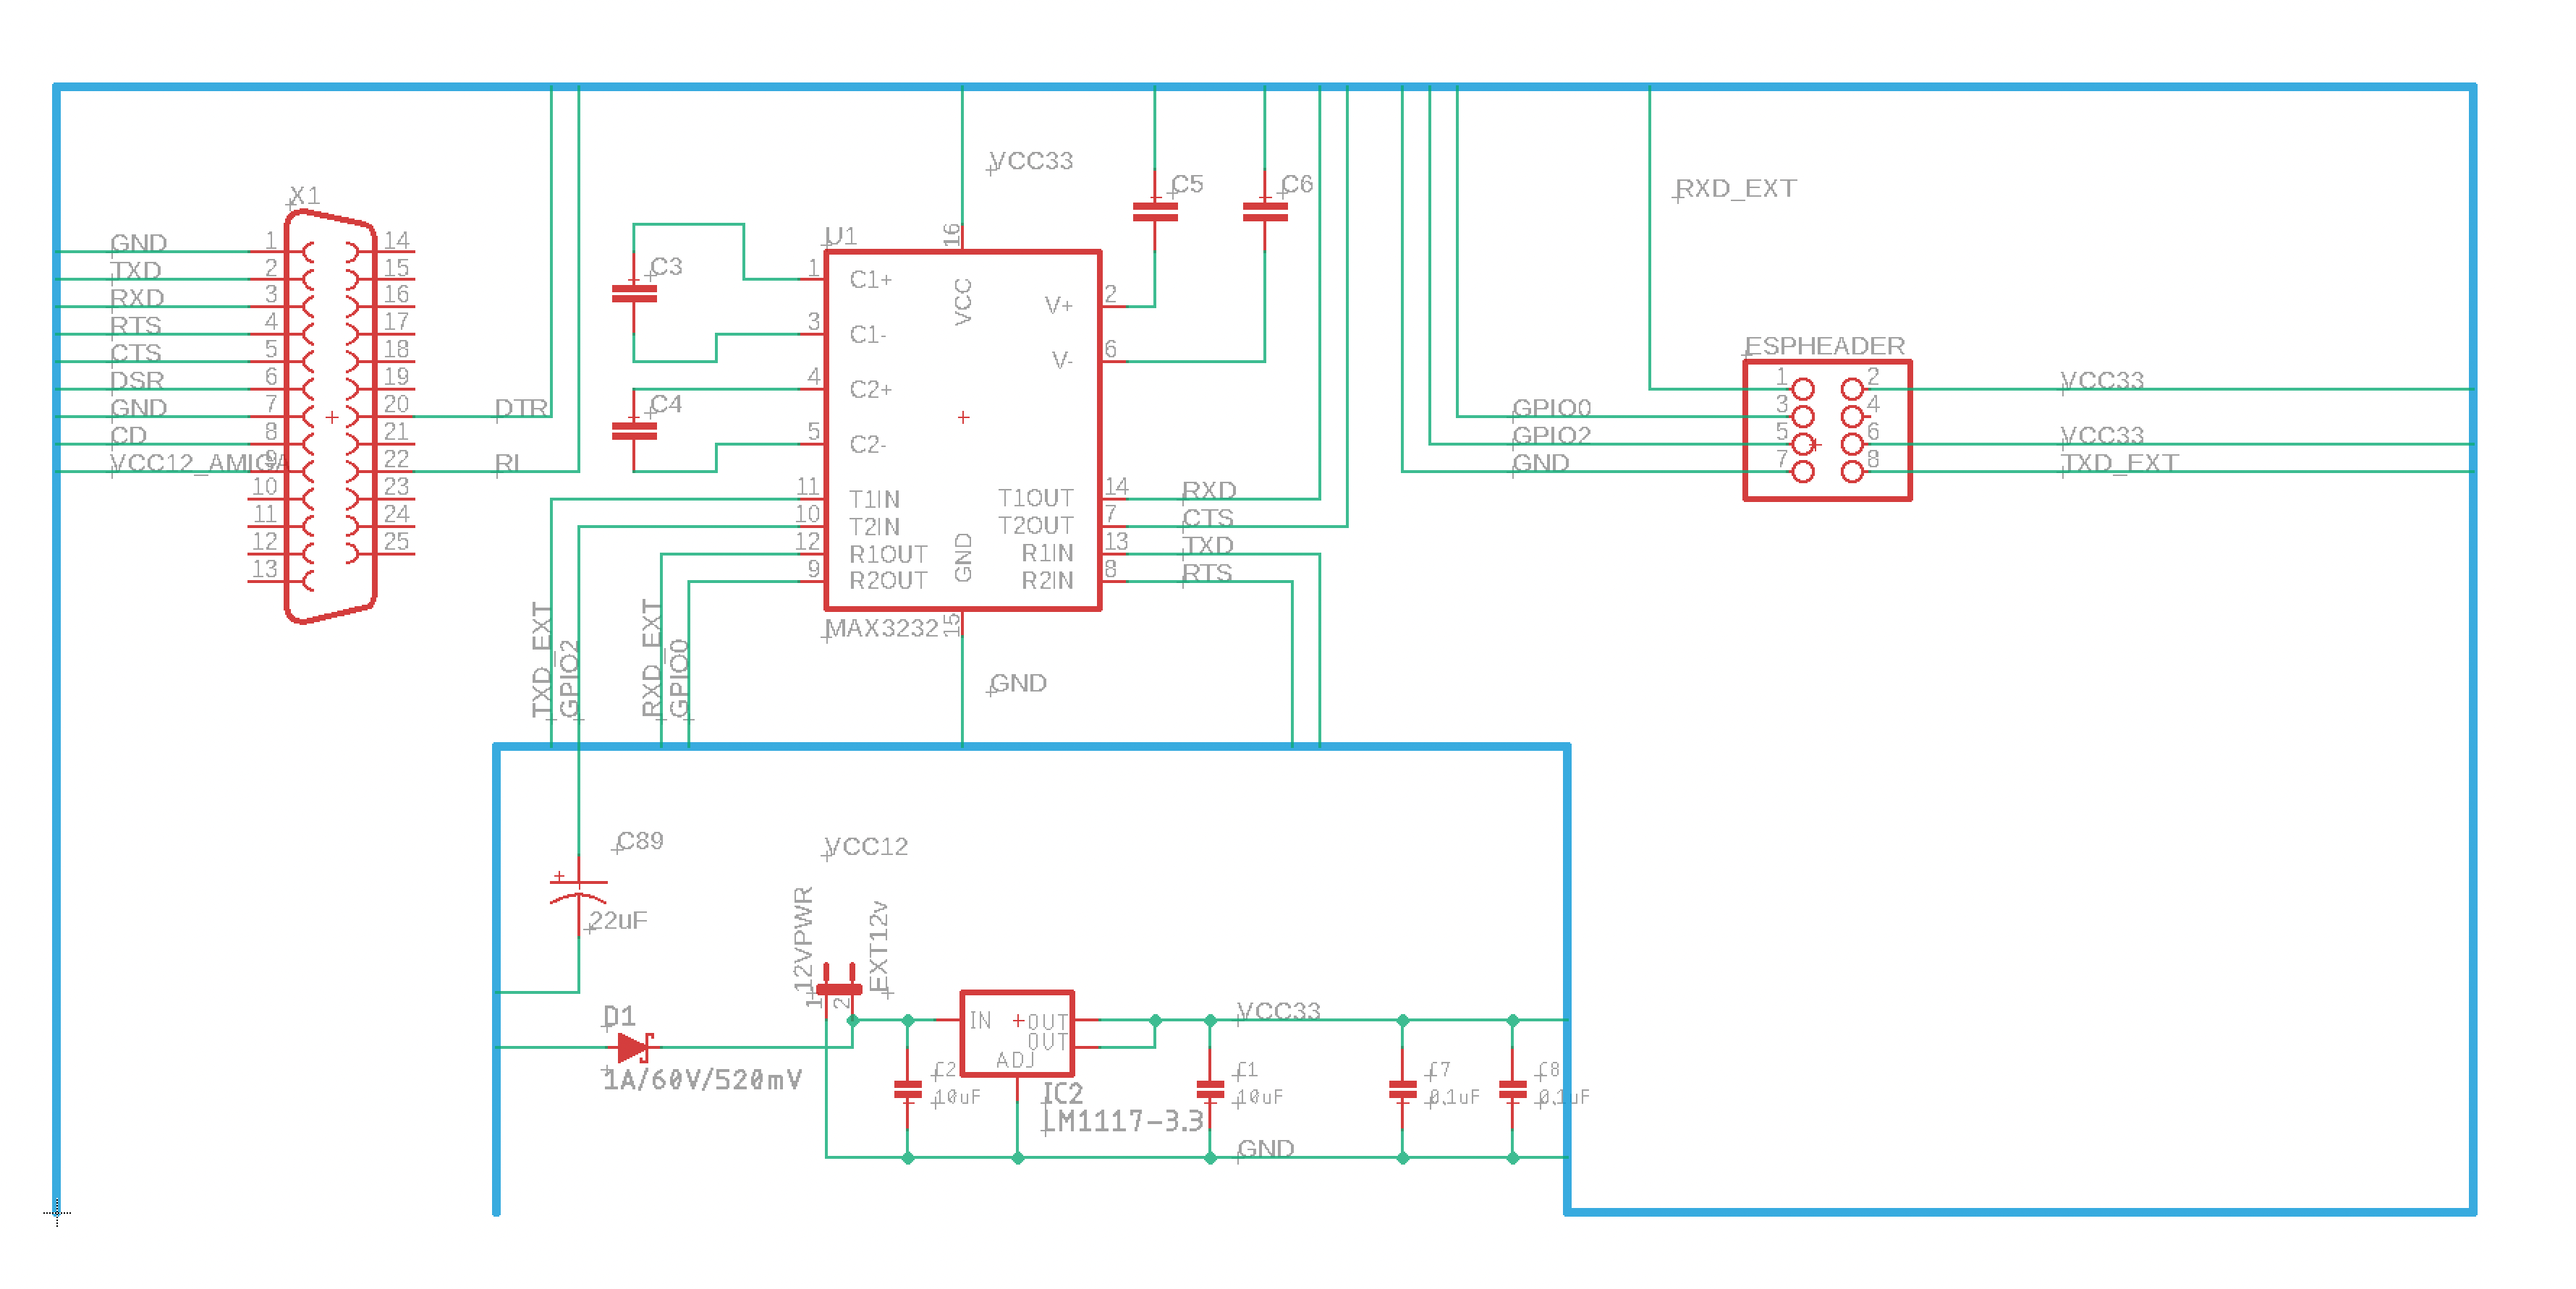 X1
GND 1 14
TXD 2 15
RXD 3 16
RTS 4 17
CTS 5 18
DSR 6 19
GND 7 20 DTR
CD 8 21
VCC12_AMIGA 9 22 RI
10 23
11 24
12 25
13
VCC33
C5
C6
C3
C4
U1
16
1 C1+
VCC
V+ 2
3 C1-
V- 6
4 C2+
5 C2-
11 T1IN
T1OUT 14 RXD
10 T2IN
T2OUT 7 CTS
12 R1OUT
GND
R1IN 13 TXD
9 R2OUT
R2IN 8 RTS
MAX3232
15
GND
TXD_EXT
GPIO2
RXD_EXT
GPIO0
RXD_EXT
ESPHEADER
1 2 VCC33
GPIO0 3 4
GPIO2 5 6 VCC33
GND 7 8 TXD_EXT
C89
22uF
VCC12
12VPWR
EXT12v
1
2
D1
1A/60V/520mV
IN OUT
OUT
ADJ
IC2
LM1117-3.3
VCC33
C2
10uF
C1
10uF
C7
0.1uF
C8
0.1uF
GND